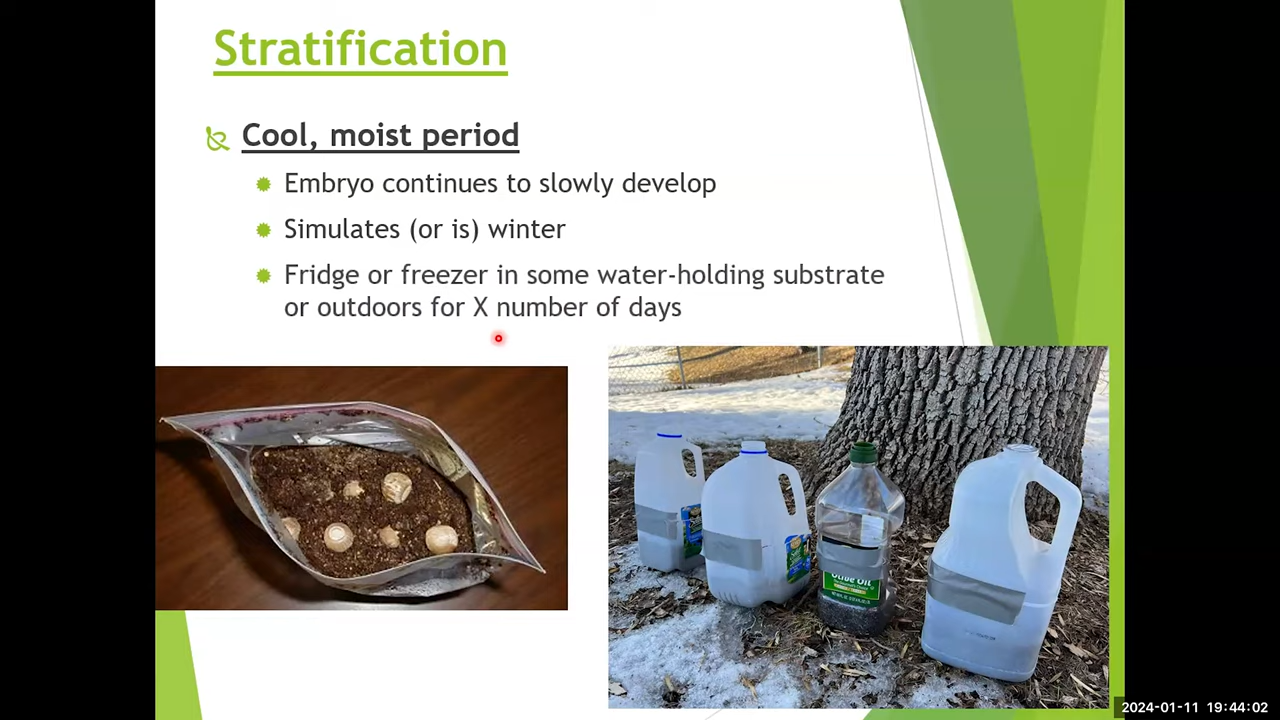 Stratification
Cool, moist period
Embryo continues to slowly develop
Simulates (or is) winter
Fridge or freezer in some water-holding substrate
or outdoors for X number of days
Olive Oil
2024-01-11 19:44:02